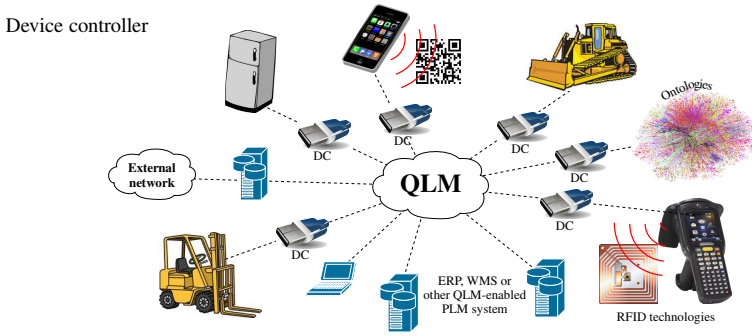 Device controller
Ontologies
DC
DC
DC
DC
External
network
QLM
DC
DC
ERP, WMS or
other QLM-enabled
PLM system
RFID technologies